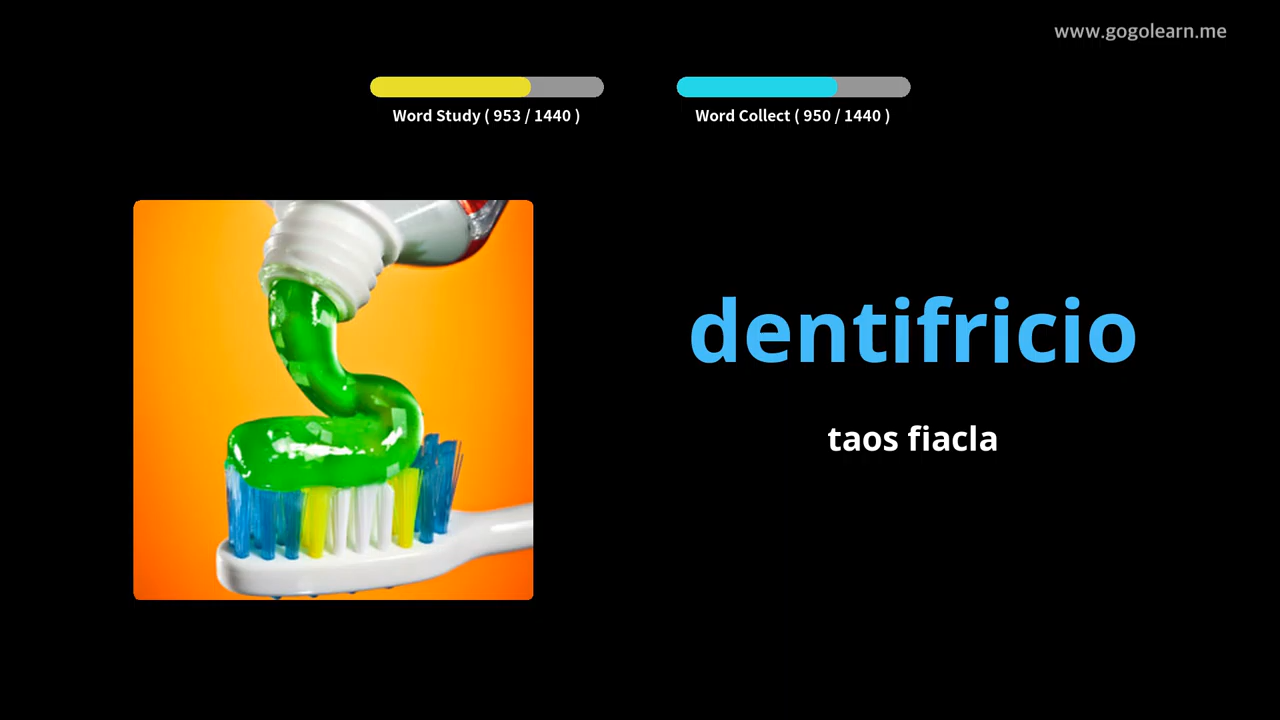 www.gogolearn.me
Word Study ( 953 / 1440 )
Word Collect ( 950 / 1440 )
dentifricio
taos fiacla